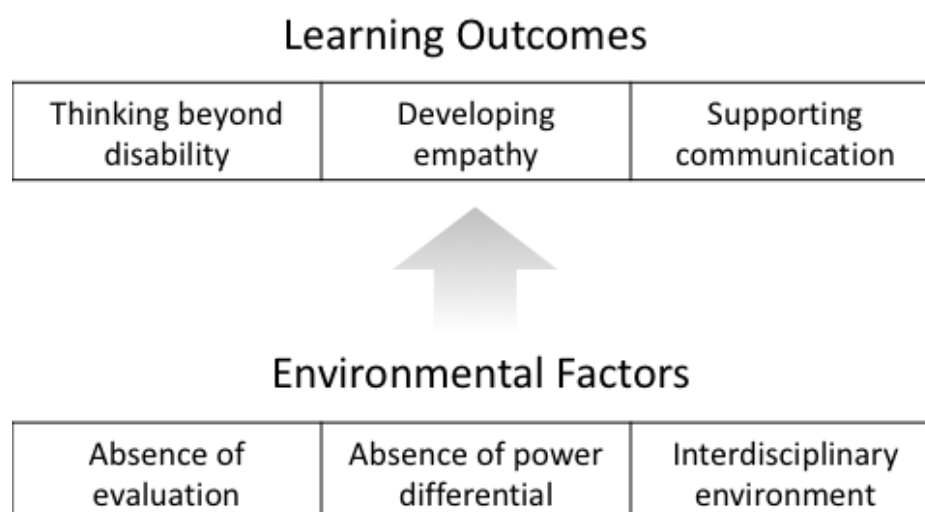 Learning Outcomes
Thinking beyond
disability
Developing
empathy
Supporting
communication
Environmental Factors
Absence of
evaluation
Absence of power
differential
Interdisciplinary
environment